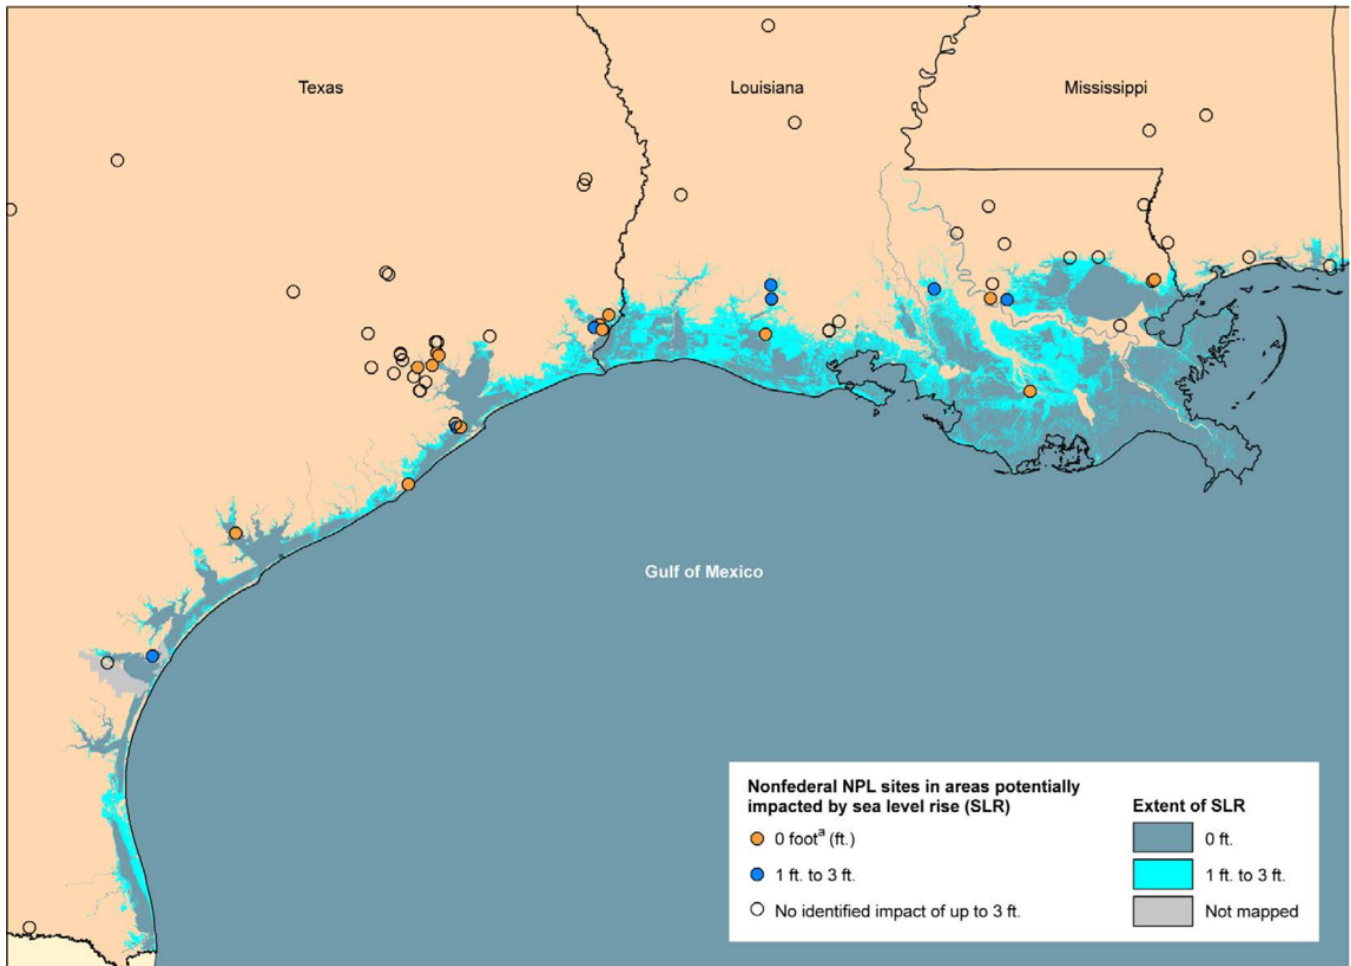 Texas
Louisiana
Mississippi
Gulf of Mexico
Nonfederal NPL sites in areas potentially
impacted by sea level rise (SLR)
0 footª (ft.)
1 ft. to 3 ft.
No identified impact of up to 3 ft.
Extent of SLR
0 ft.
1 ft. to 3 ft.
Not mapped